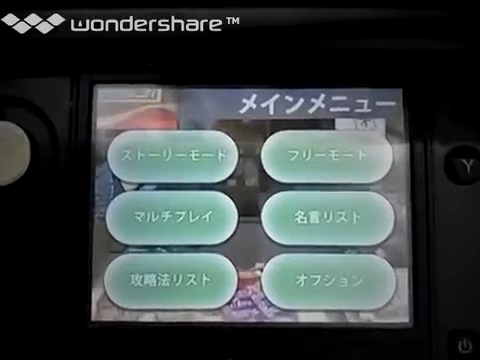 wondershare™
メインメニュー
ストーリーモード
フリーモード
マルチプレイ
名言リスト
攻略法リスト
オプション
Y